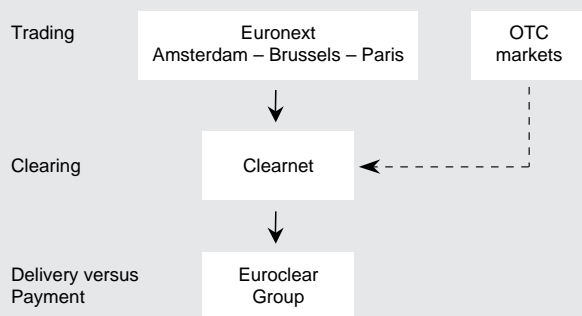 Trading
Euronext
Amsterdam – Brussels – Paris
OTC
markets
Clearing
Clearnet
Delivery versus
Payment
Euroclear
Group